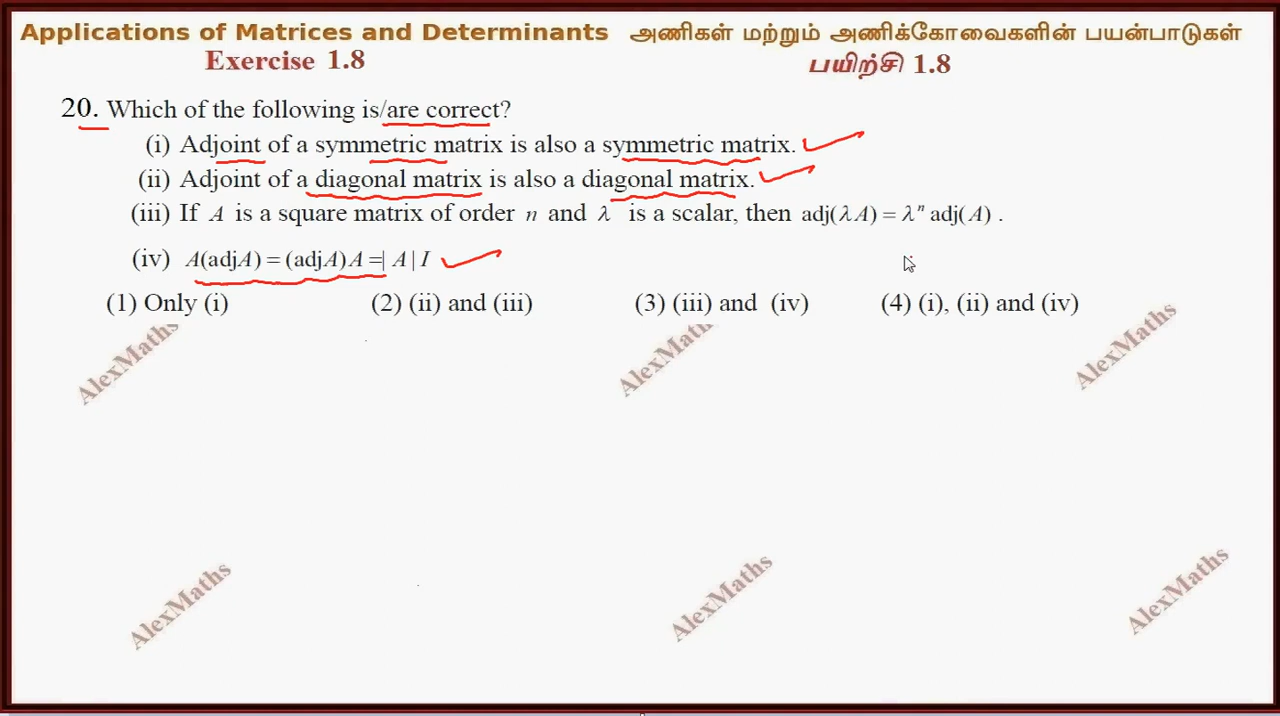 Applications of Matrices and Determinants அணிகள் மற்றும் அணிக்கோவைகளின் பயன்பாடுகள்
Exercise 1.8 பயிற்சி 1.8
20. Which of the following is/are correct?
(i) Adjoint of a symmetric matrix is also a symmetric matrix.
(ii) Adjoint of a diagonal matrix is also a diagonal matrix.
(iii) If A is a square matrix of order n and λ is a scalar, then adj(λA) = λⁿ adj(A) .
(iv) A(adjA) = (adjA)A =| A | I
(1) Only (i) (2) (ii) and (iii) (3) (iii) and (iv) (4) (i), (ii) and (iv)
AlexMaths AlexMaths AlexMaths
AlexMaths AlexMaths AlexMaths